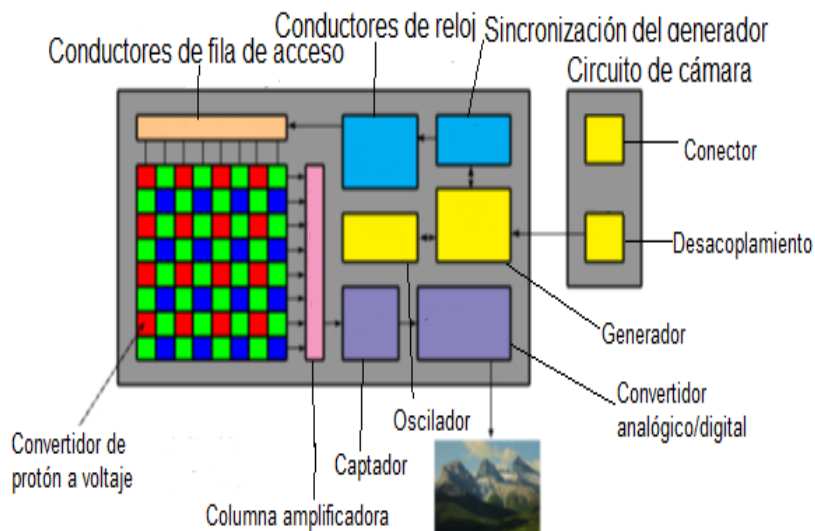 Conductores de reloj
Sincronización del generador
Conductores de fila de acceso
Circuito de cámara
Conector
Desacoplamiento
Generador
Convertidor
analógico/digital
Oscilador
Convertidor de
protón a voltaje
Captador
Columna amplificadora